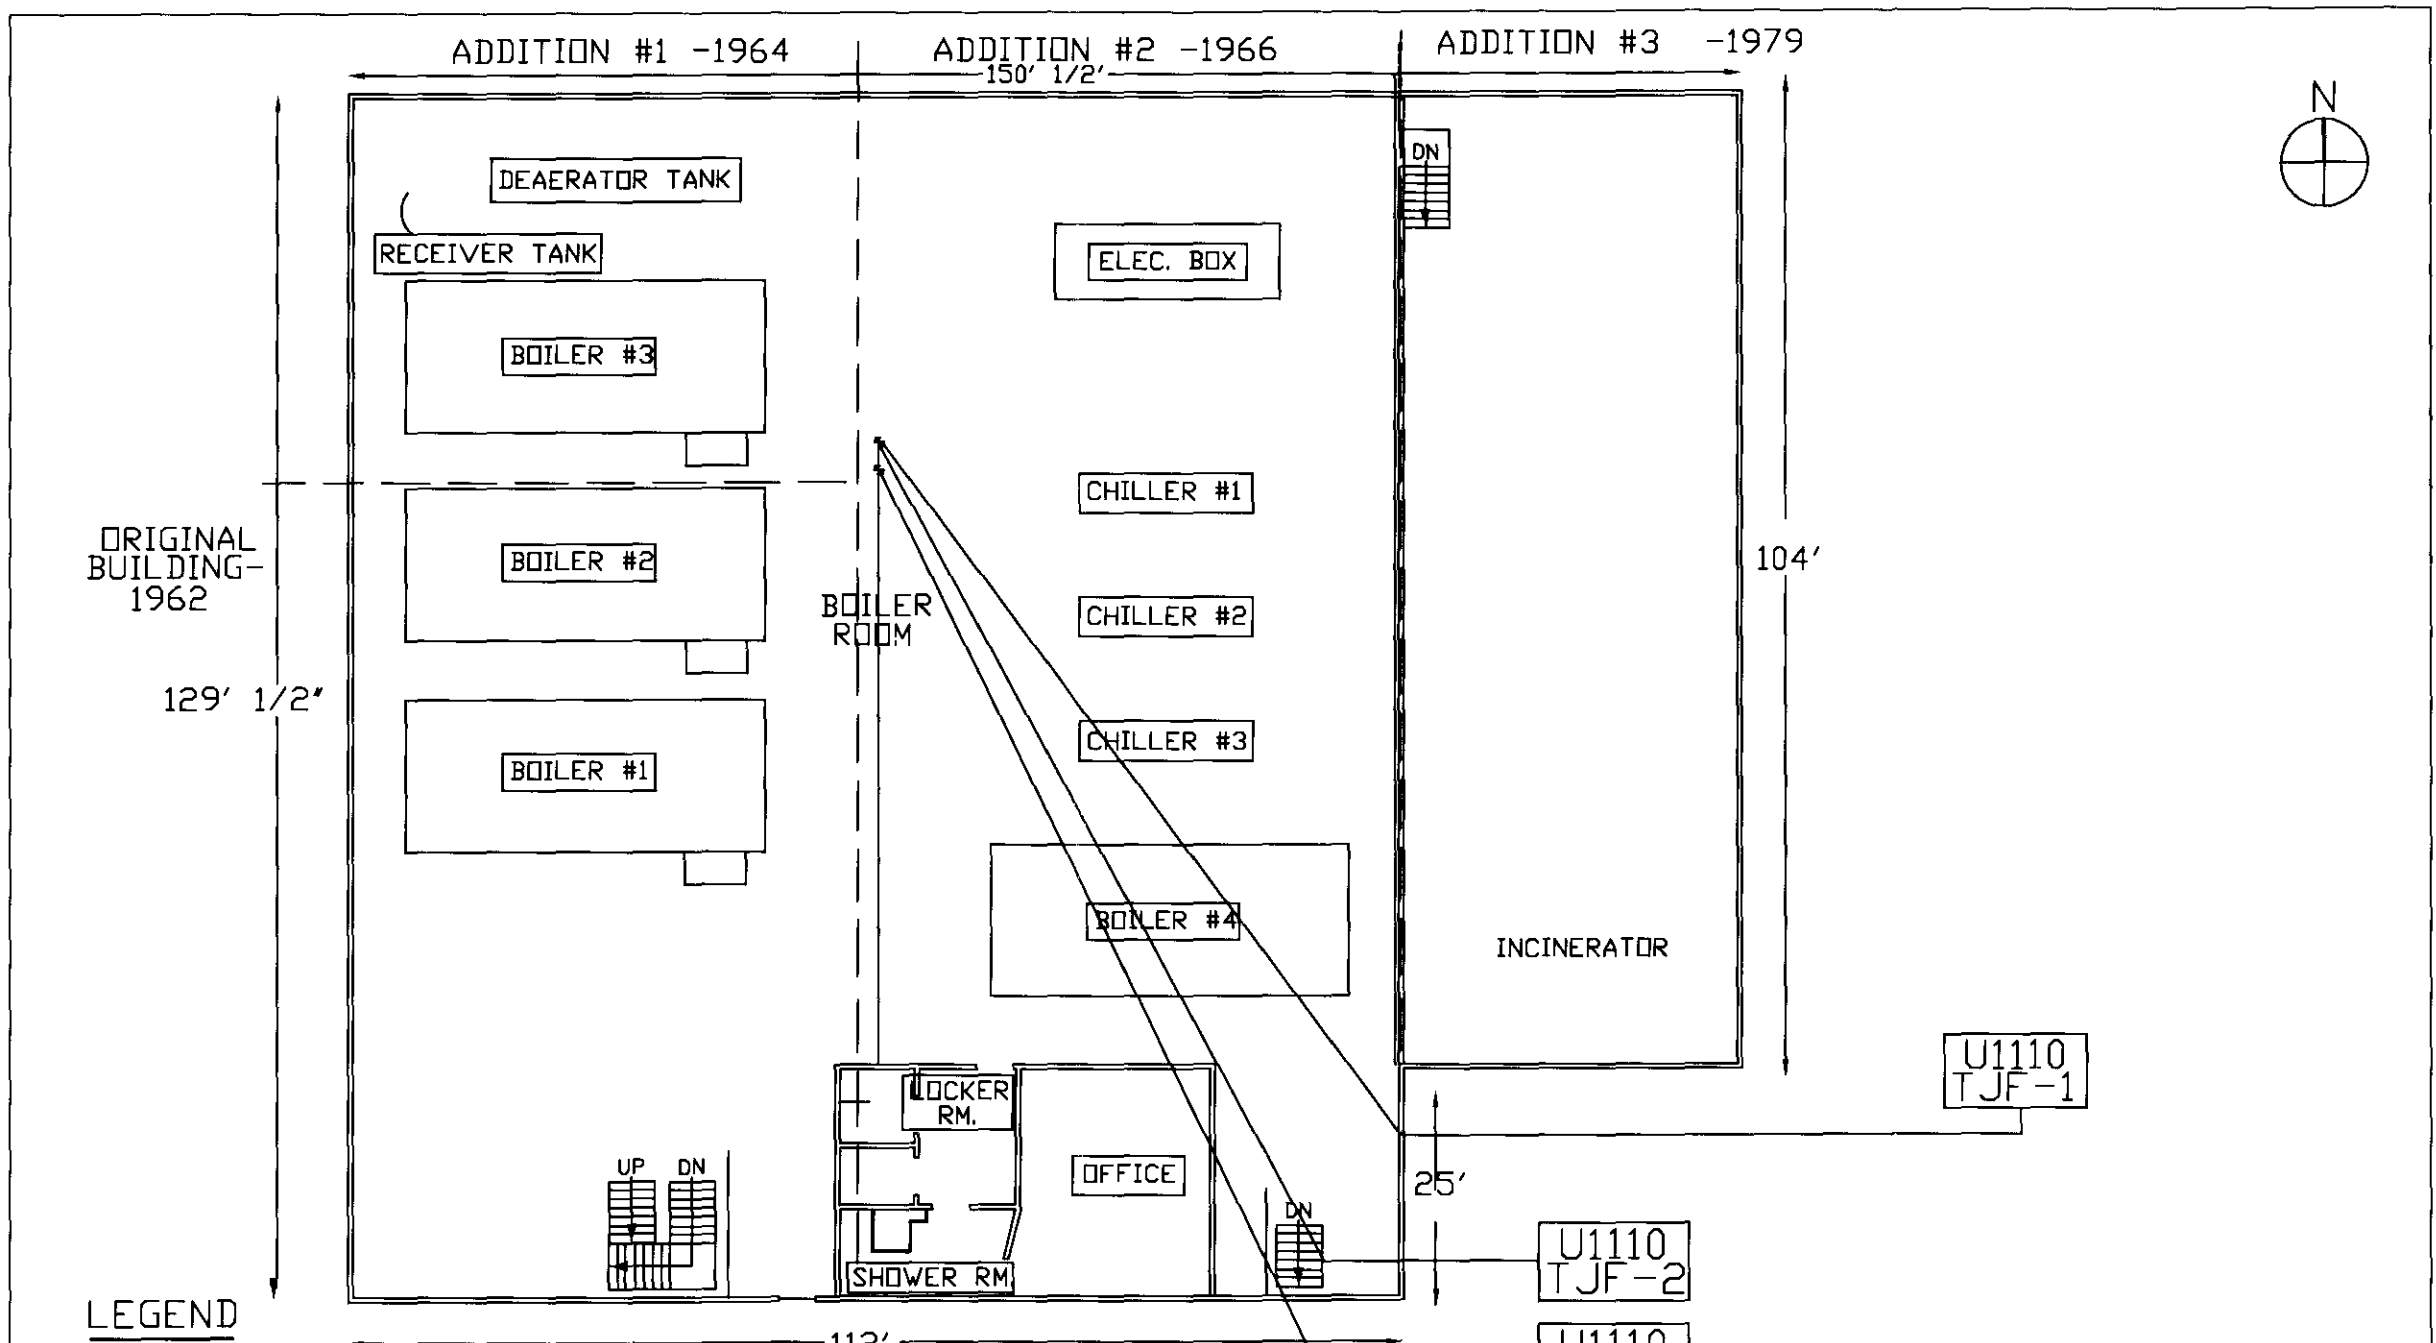 ADDITION #1 -1964
ADDITION #2 -1966
ADDITION #3 -1979
150' 1/2'
N
DN
DEAERATOR TANK
RECEIVER TANK
ELEC. BOX
BOILER #3
CHILLER #1
ORIGINAL
BUILDING-
1962
BOILER #2
104'
BOILER
ROOM
CHILLER #2
129' 1/2"
CHILLER #3
BOILER #1
BOILER #4
INCINERATOR
U1110
TJF-1
LOCKER
RM.
OFFICE
25'
UP
DN
DN
U1110
TJF-2
SHOWER RM
LEGEND
112'
U1110